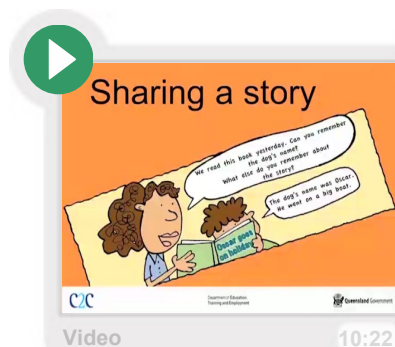 Sharing a story
We read this book yesterday. Can you remember
the dog's name?
What else do you remember about
the story?
The dog's name was Oscar.
He went on a big boat.
Oscar goes
on holiday
C2C
Department of Education,
Training and Employment
Queensland Government
Video
10:22